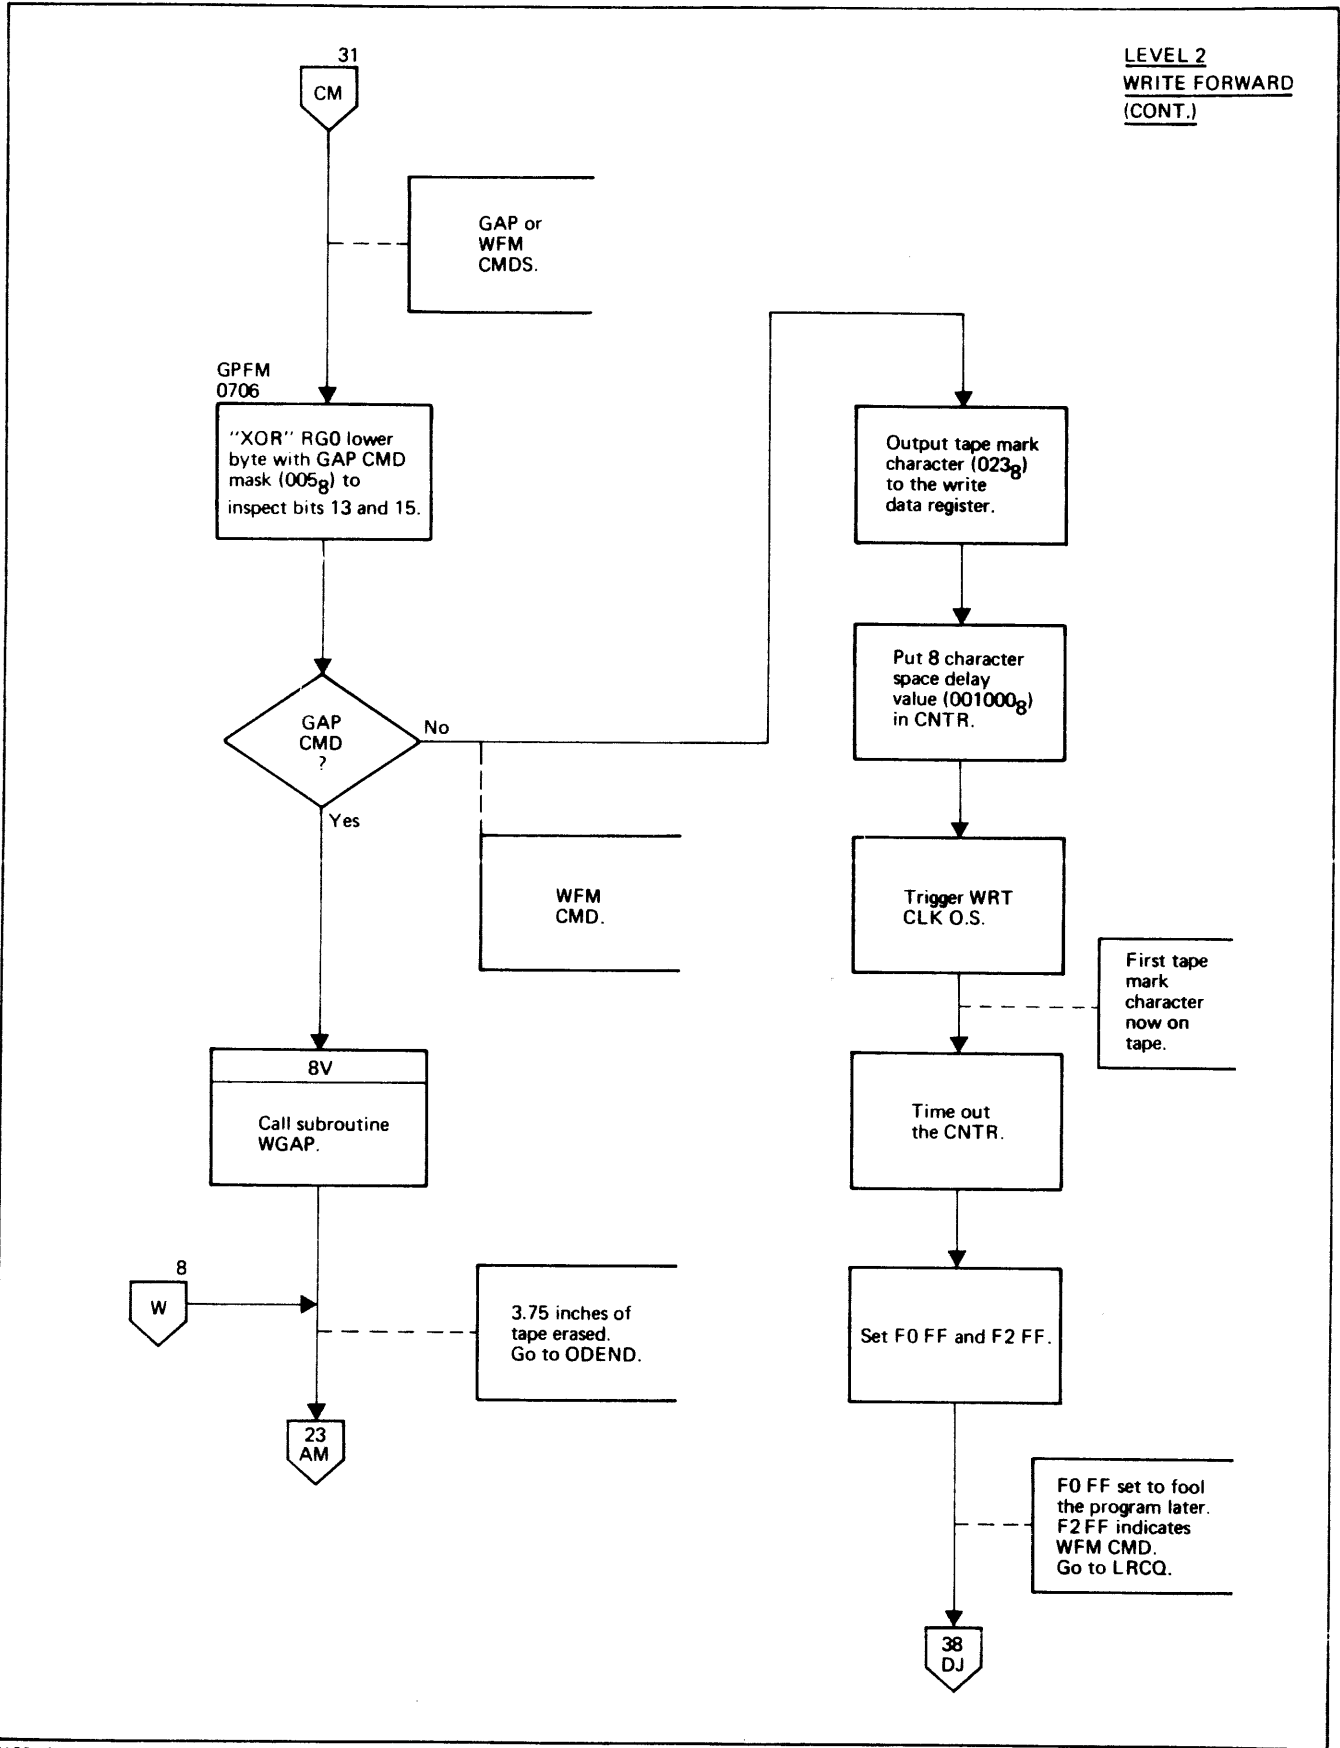 LEVEL 2
WRITE FORWARD
(CONT.)
31
CM
GAP or
WFM
CMDS.
GPFM
0706
"XOR" RG0 lower
byte with GAP CMD
mask (005₈) to
inspect bits 13 and 15.
GAP
CMD
?
No
Yes
WFM
CMD.
8V
Call subroutine
WGAP.
8
W
3.75 inches of
tape erased.
Go to ODEND.
23
AM
Output tape mark
character (023₈)
to the write
data register.
Put 8 character
space delay
value (001000₈)
in CNTR.
Trigger WRT
CLK O.S.
First tape
mark
character
now on
tape.
Time out
the CNTR.
Set F0 FF and F2 FF.
F0 FF set to fool
the program later.
F2 FF indicates
WFM CMD.
Go to LRCQ.
38
DJ